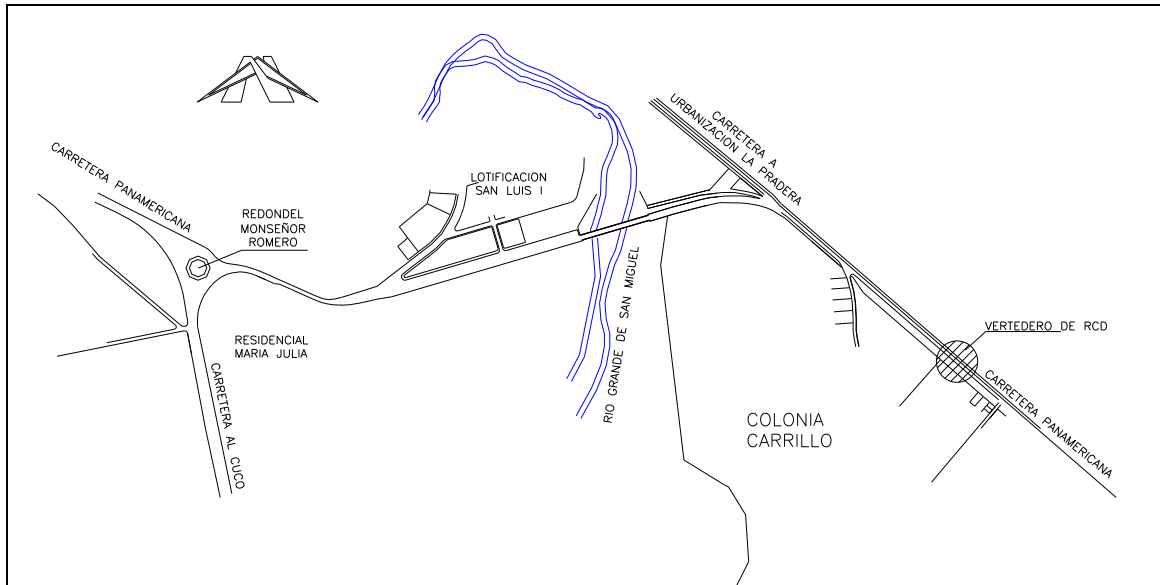 CARRETERA PANAMERICANA
REDONDEL
MONSEÑOR
ROMERO
LOTIFICACION
SAN LUIS I
CARRETERA A
URBANIZACION LA PRADERA
RESIDENCIAL
MARIA JULIA
CARRETERA AL CUCO
RIO GRANDE DE SAN MIGUEL
VERTEDERO DE RCD
COLONIA
CARRILLO
CARRETERA PANAMERICANA